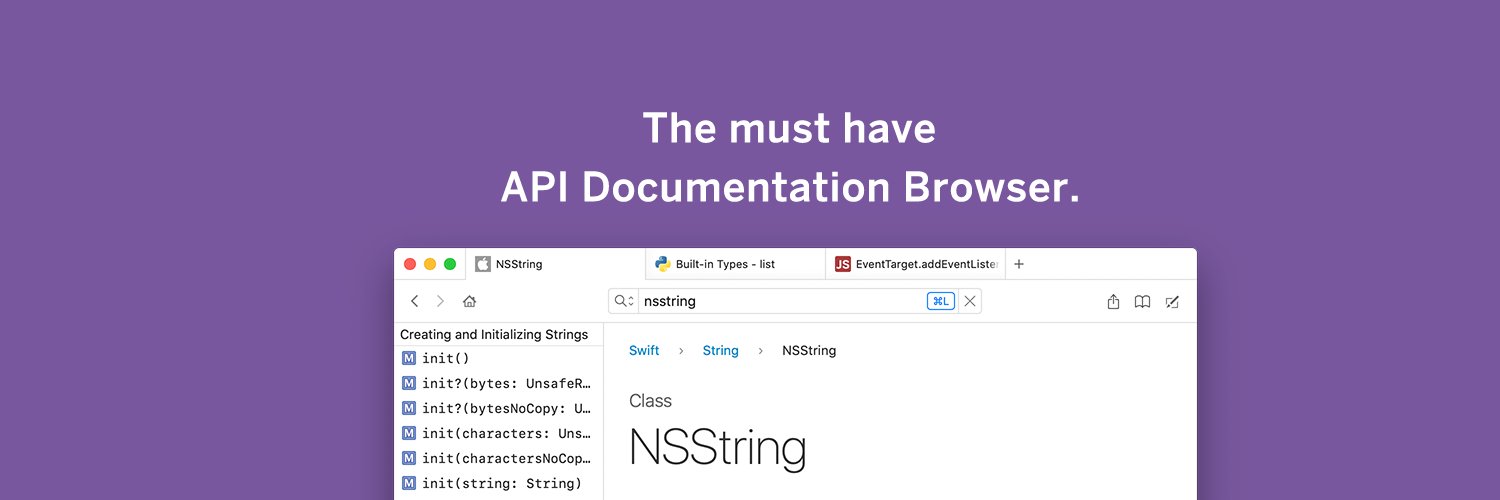 The must have
API Documentation Browser.
NSString
Built-in Types - list
EventTarget.addEventListe
nsstring
⌘L
Creating and Initializing Strings
M init()
M init?(bytes: UnsafeR…
M init?(bytesNoCopy: U…
M init(characters: Uns…
M init(charactersNoCop…
M init(string: String)
Swift › String › NSString
Class
NSString
JS